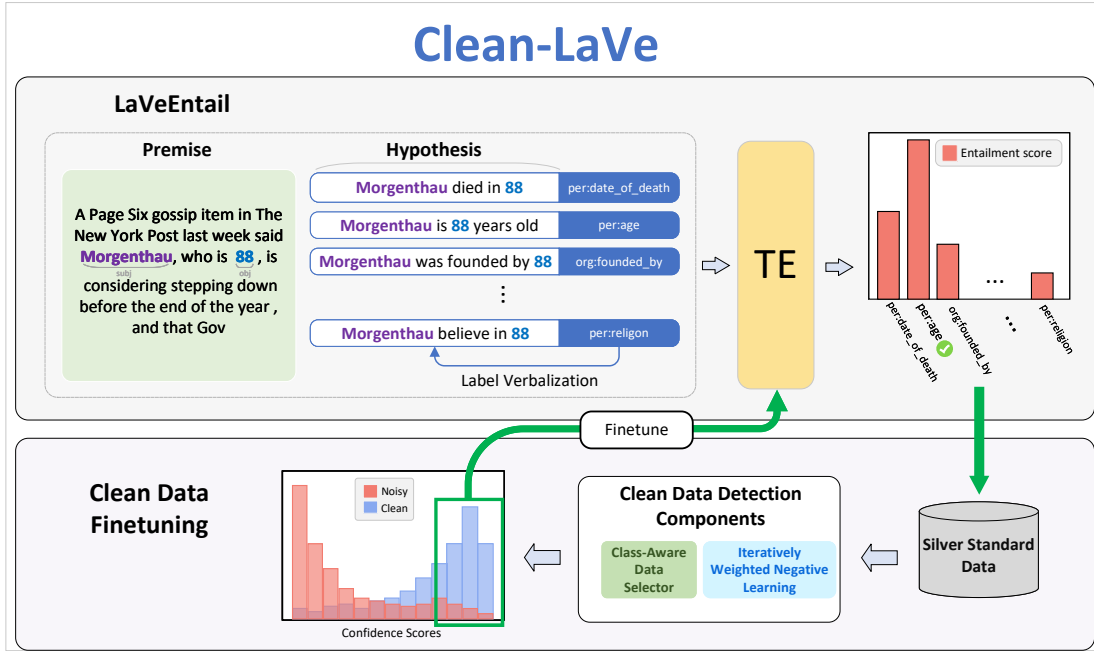 Clean-LaVe
LaVeEntail
Premise
A Page Six gossip item in The
New York Post last week said
Morgenthau, who is 88 , is
subj obj
considering stepping down
before the end of the year ,
and that Gov
Hypothesis
Morgenthau died in 88 per:date_of_death
Morgenthau is 88 years old per:age
Morgenthau was founded by 88 org:founded_by
⋮
Morgenthau believe in 88 per:religon
Label Verbalization
TE
Entailment score
...
per:date_of_death
per:age
org:founded_by
...
per:religion
Finetune
Clean Data
Finetuning
Noisy
Clean
Confidence Scores
Clean Data Detection
Components
Class-Aware
Data
Selector
Iteratively
Weighted Negative
Learning
Silver Standard
Data